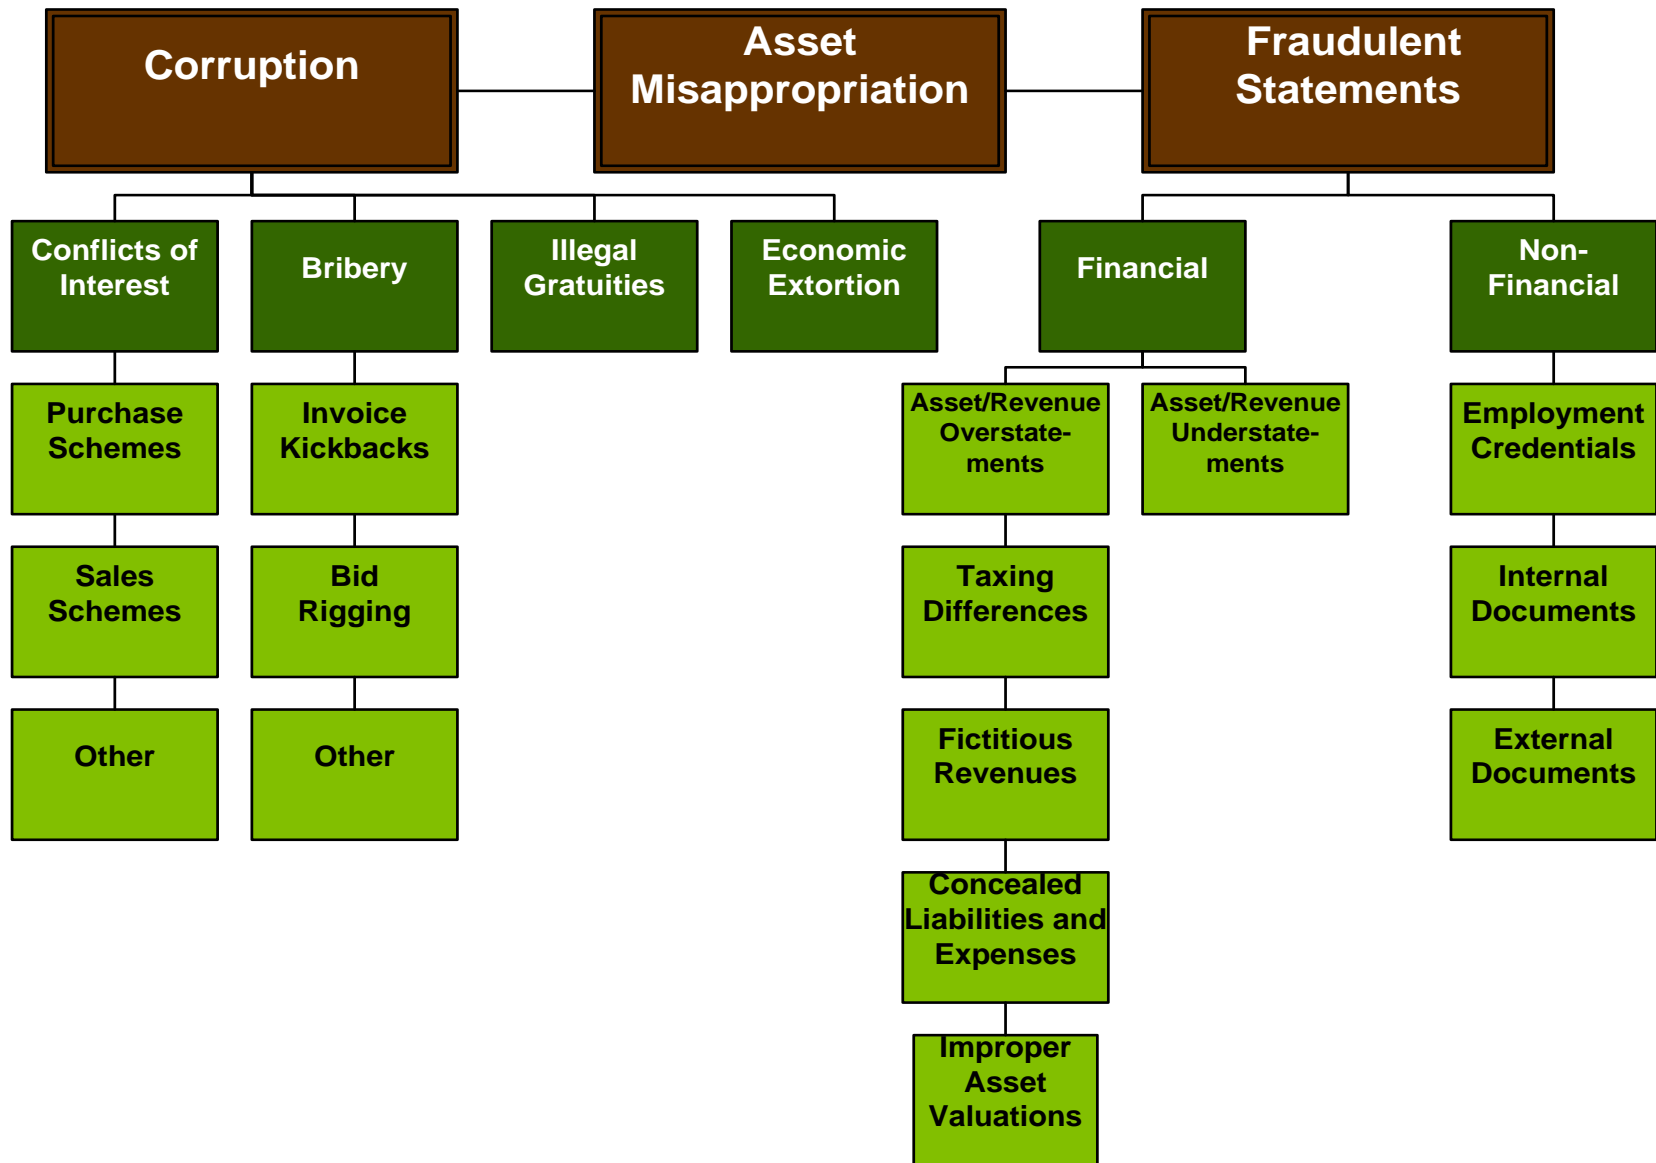 Corruption
Asset
Misappropriation
Fraudulent
Statements
Conflicts of
Interest
Bribery
Illegal
Gratuities
Economic
Extortion
Financial
Non-
Financial
Purchase
Schemes
Invoice
Kickbacks
Asset/Revenue
Overstate-
ments
Asset/Revenue
Understate-
ments
Employment
Credentials
Sales
Schemes
Bid
Rigging
Taxing
Differences
Internal
Documents
Other
Other
Fictitious
Revenues
External
Documents
Concealed
Liabilities and
Expenses
Improper
Asset
Valuations